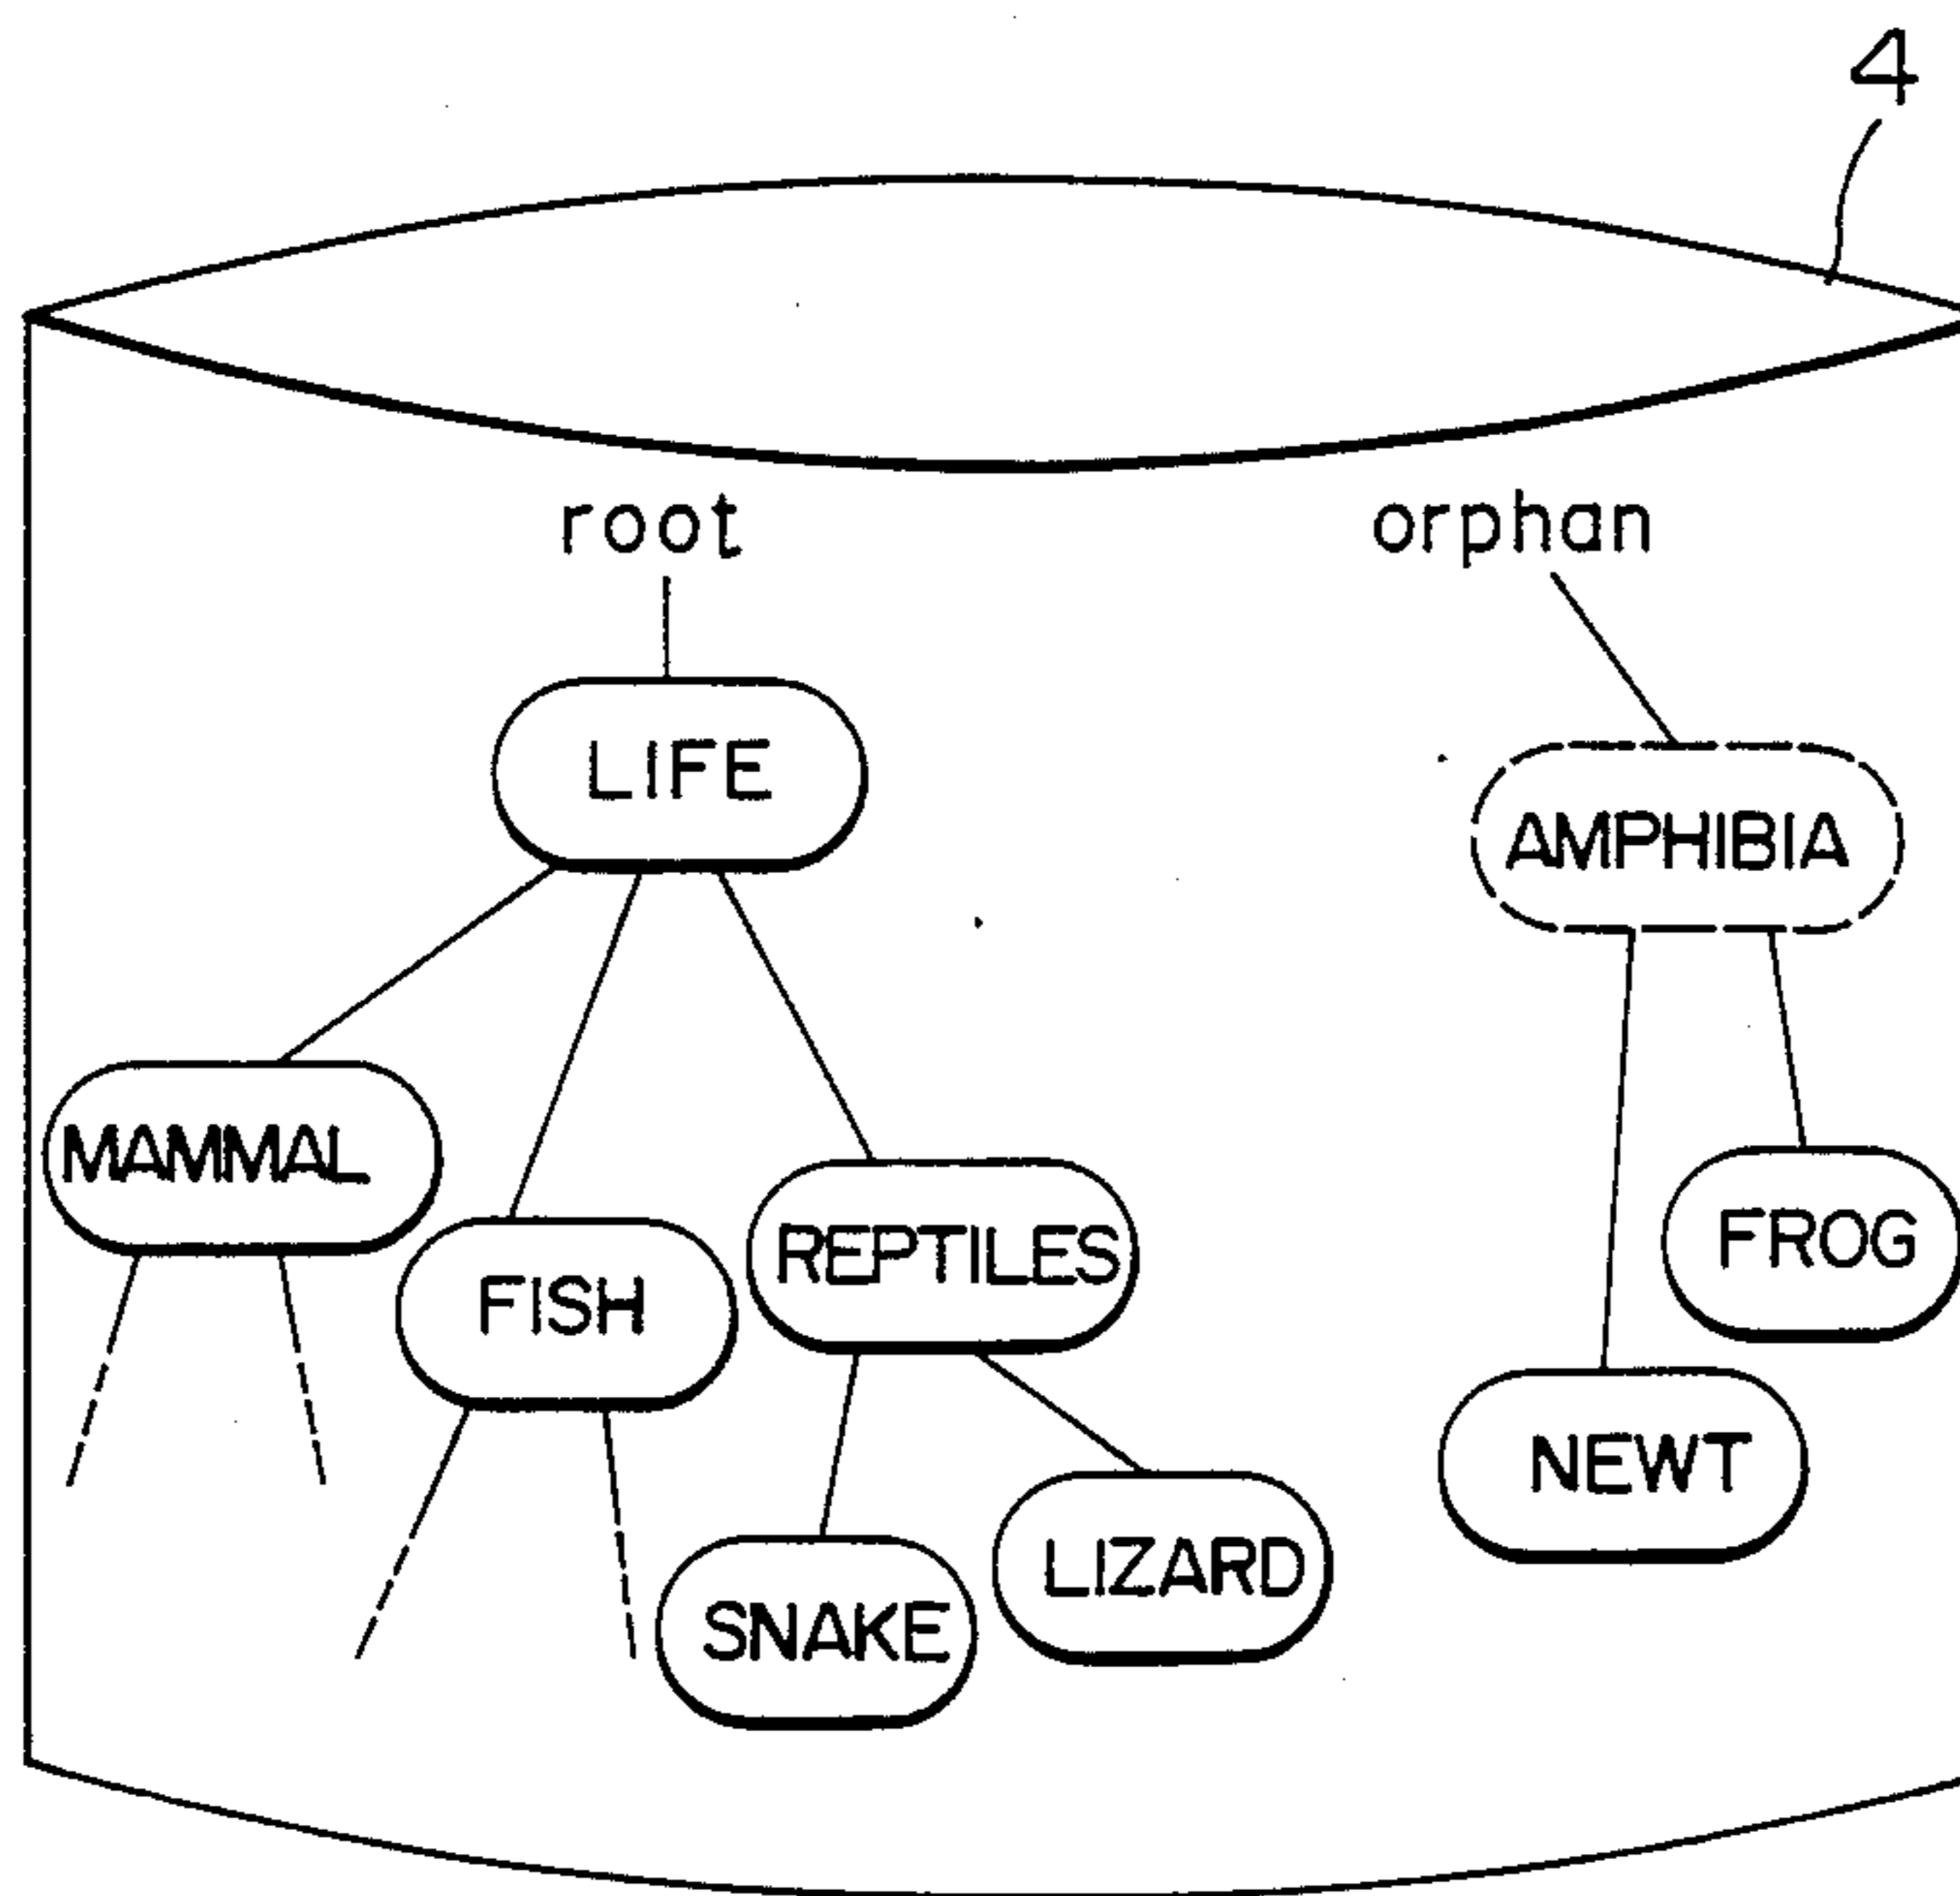 4
root
orphan
LIFE
AMPHIBIA
MAMMAL
REPTILES
FROG
FISH
NEWT
LIZARD
SNAKE